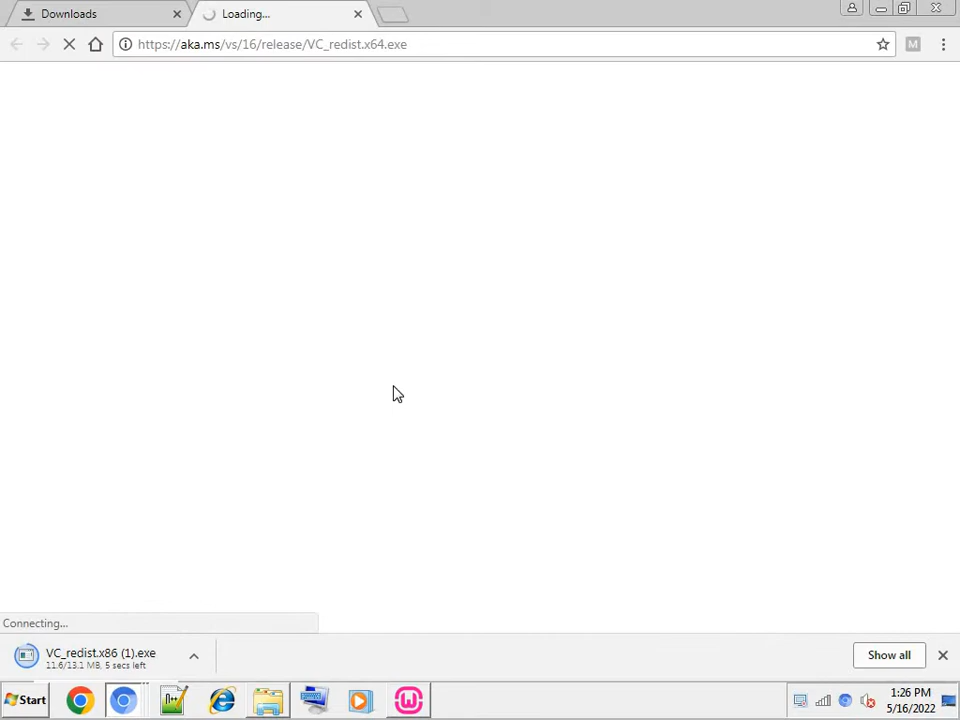 Downloads
Loading...
https://aka.ms/vs/16/release/VC_redist.x64.exe
M
Connecting...
VC_redist.x86 (1).exe
11.6/13.1 MB, 5 secs left
Show all
Start
1:26 PM
5/16/2022